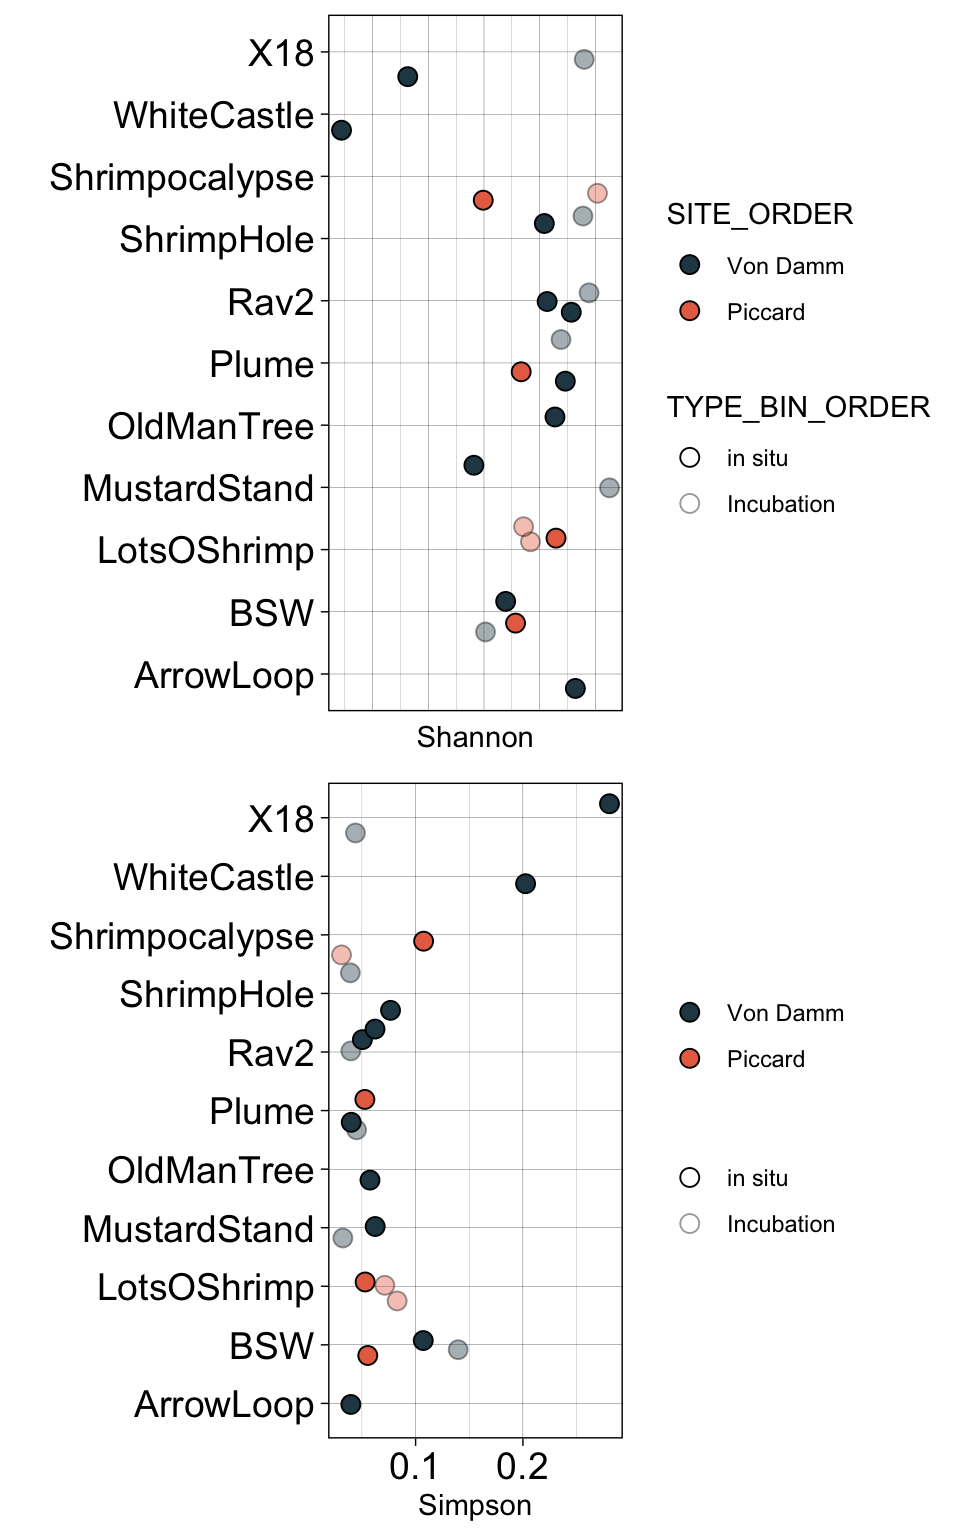 X18
WhiteCastle
Shrimpocalypse
ShrimpHole
Rav2
Plume
OldManTree
MustardStand
LotsOShrimp
BSW
ArrowLoop
Shannon
SITE_ORDER
Von Damm
Piccard
TYPE_BIN_ORDER
in situ
Incubation
X18
WhiteCastle
Shrimpocalypse
ShrimpHole
Rav2
Plume
OldManTree
MustardStand
LotsOShrimp
BSW
ArrowLoop
0.1 0.2
Simpson
Von Damm
Piccard
in situ
Incubation